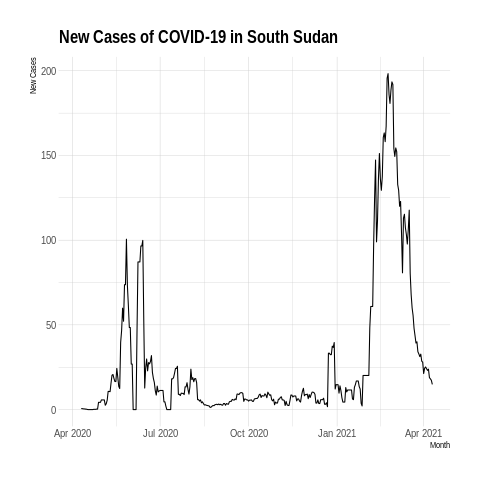 New Cases of COVID-19 in South Sudan
New Cases
200
150
100
50
0
Apr 2020 Jul 2020 Oct 2020 Jan 2021 Apr 2021
Month